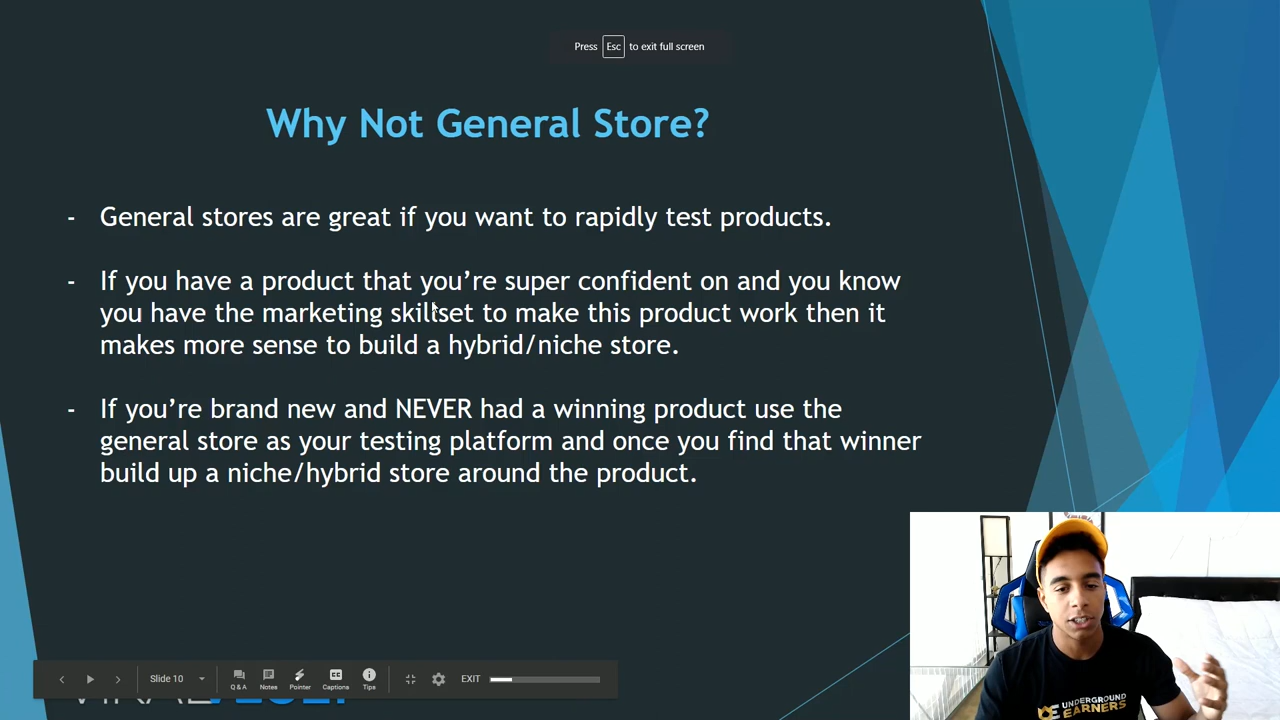 Press Esc to exit full screen
Why Not General Store?
- General stores are great if you want to rapidly test products.
- If you have a product that you're super confident on and you know
you have the marketing skillset to make this product work then it
makes more sense to build a hybrid/niche store.
- If you're brand new and NEVER had a winning product use the
general store as your testing platform and once you find that winner
build up a niche/hybrid store around the product.
Slide 10
Q & A
Notes
Pointer
Captions
Tips
EXIT
UNDERGROUND
EARNERS